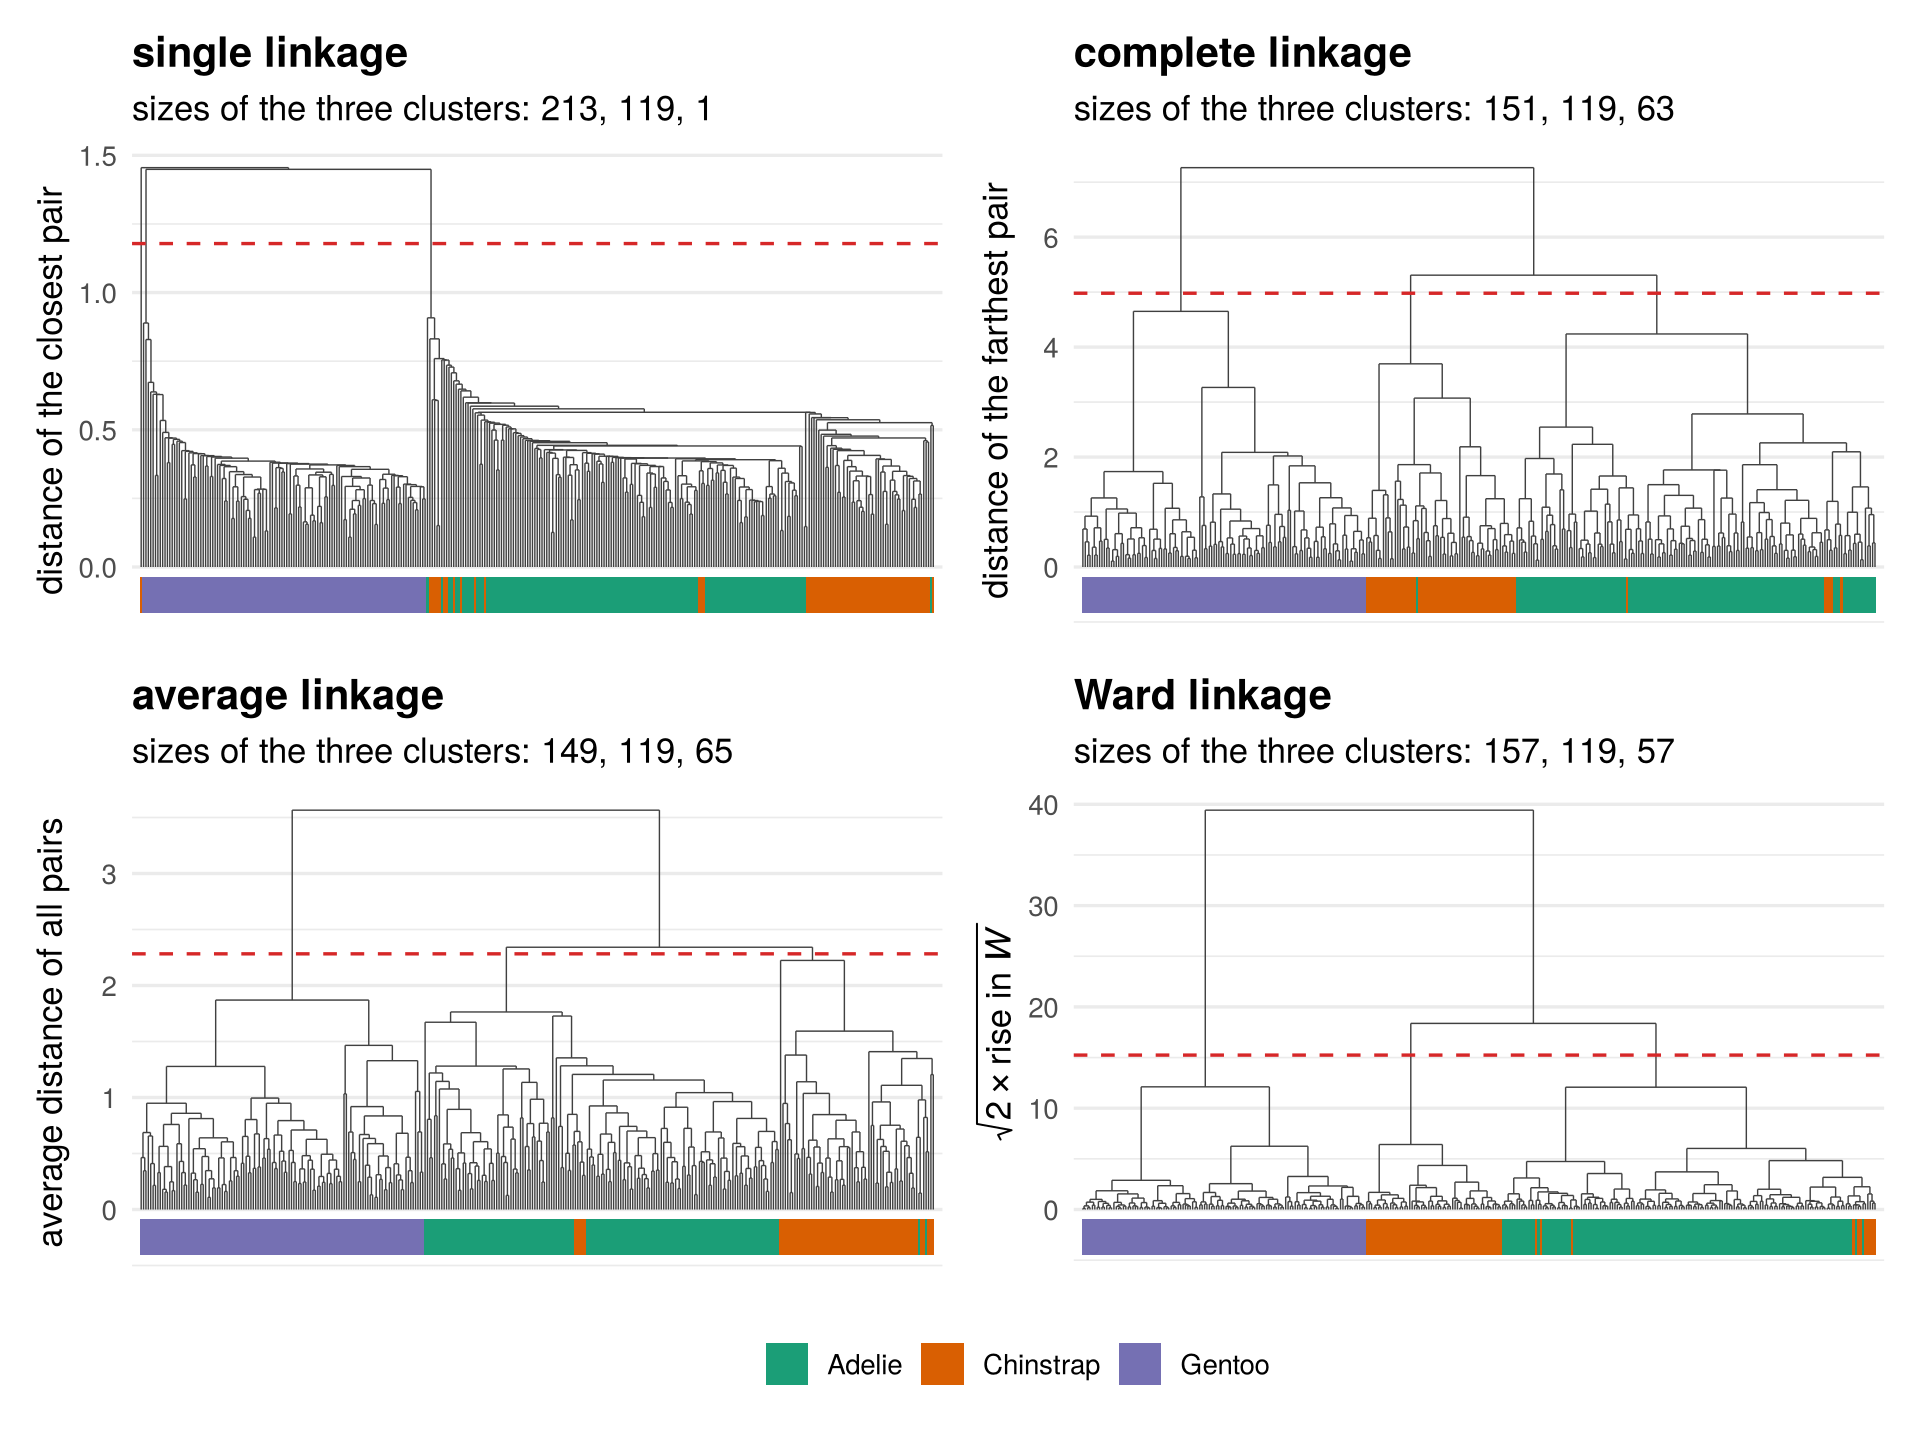 single linkage
sizes of the three clusters: 213, 119, 1
distance of the closest pair
1.5
1.0
0.5
0.0
complete linkage
sizes of the three clusters: 151, 119, 63
distance of the farthest pair
6
4
2
0
average linkage
sizes of the three clusters: 149, 119, 65
average distance of all pairs
3
2
1
0
Ward linkage
sizes of the three clusters: 157, 119, 57
√2 × rise in W
40
30
20
10
0
Adelie
Chinstrap
Gentoo